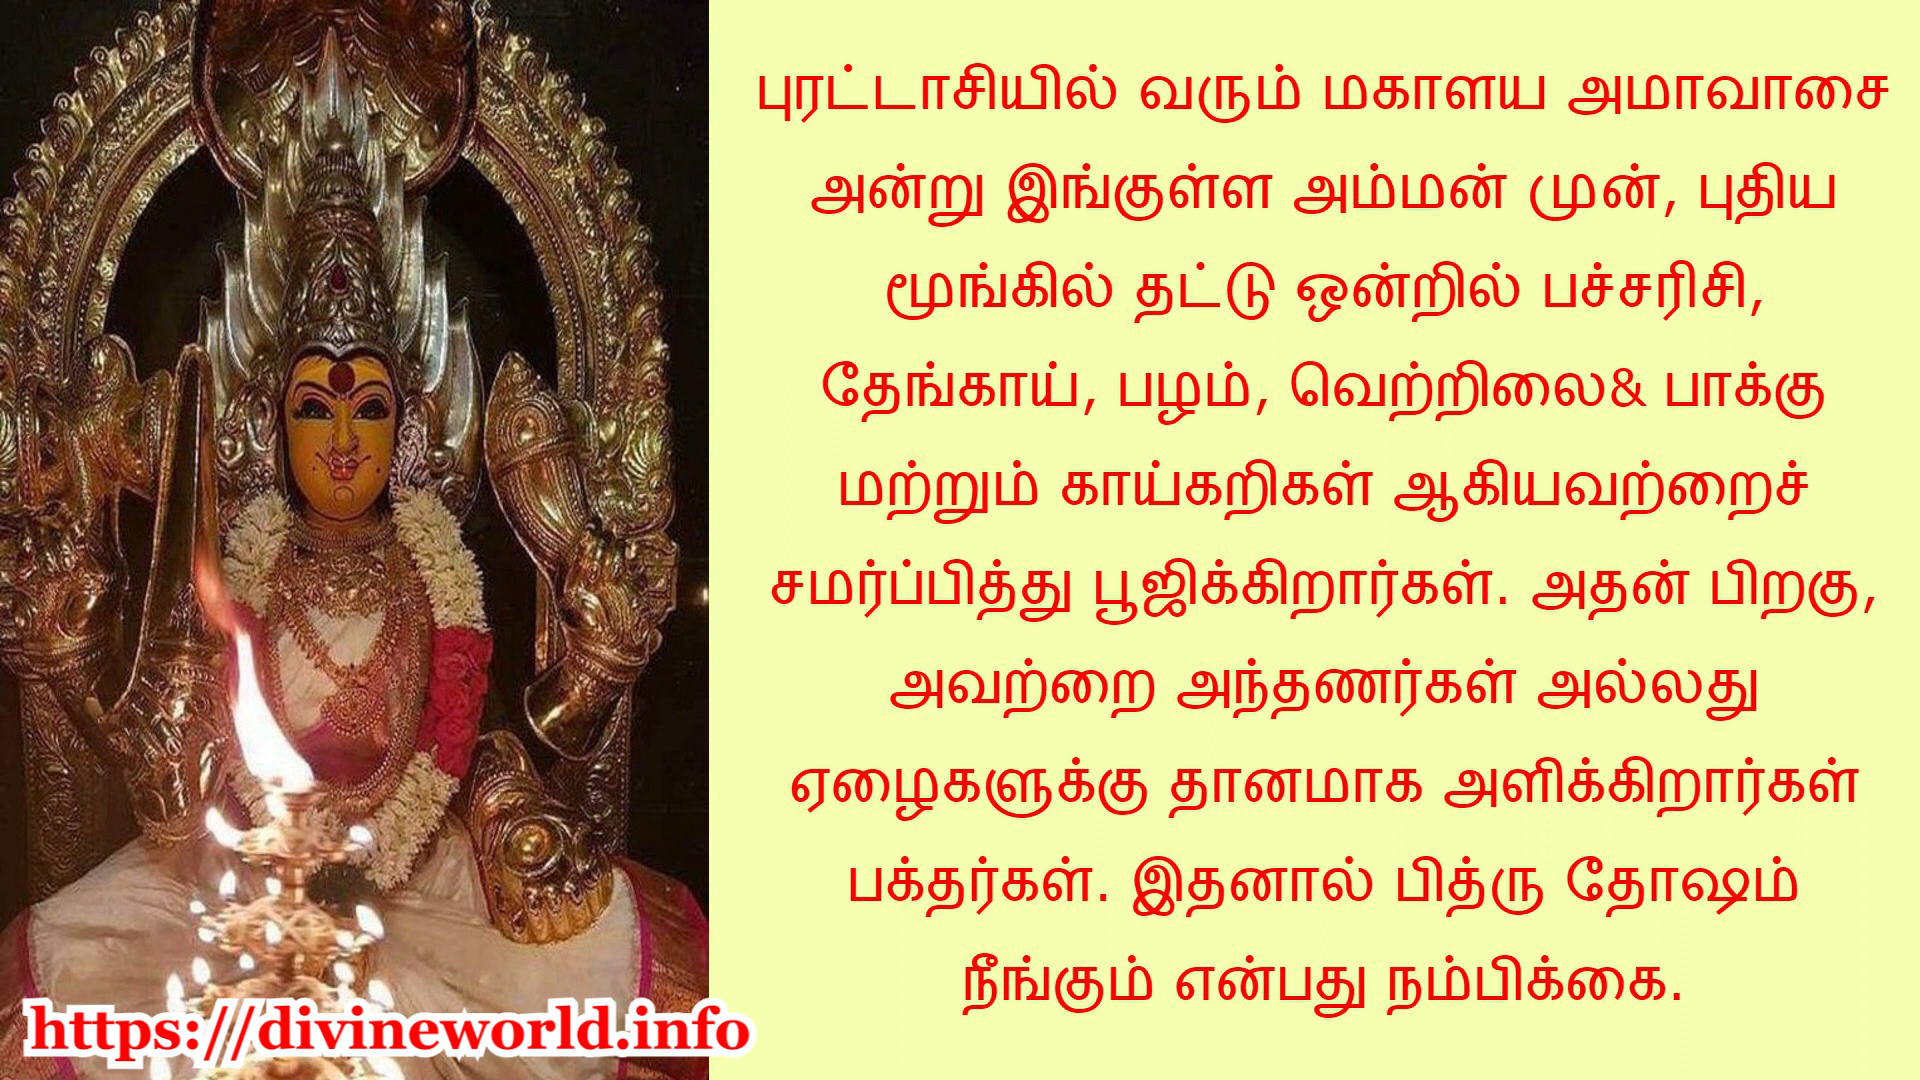 புரட்டாசியில் வரும் மகாளய அமாவாசை
அன்று இங்குள்ள அம்மன் முன், புதிய
மூங்கில் தட்டு ஒன்றில் பச்சரிசி,
தேங்காய், பழம், வெற்றிலை& பாக்கு
மற்றும் காய்கறிகள் ஆகியவற்றைச்
சமர்ப்பித்து பூஜிக்கிறார்கள். அதன் பிறகு,
அவற்றை அந்தணர்கள் அல்லது
ஏழைகளுக்கு தானமாக அளிக்கிறார்கள்
பக்தர்கள். இதனால் பித்ரு தோஷம்
நீங்கும் என்பது நம்பிக்கை.
https://divineworld.info